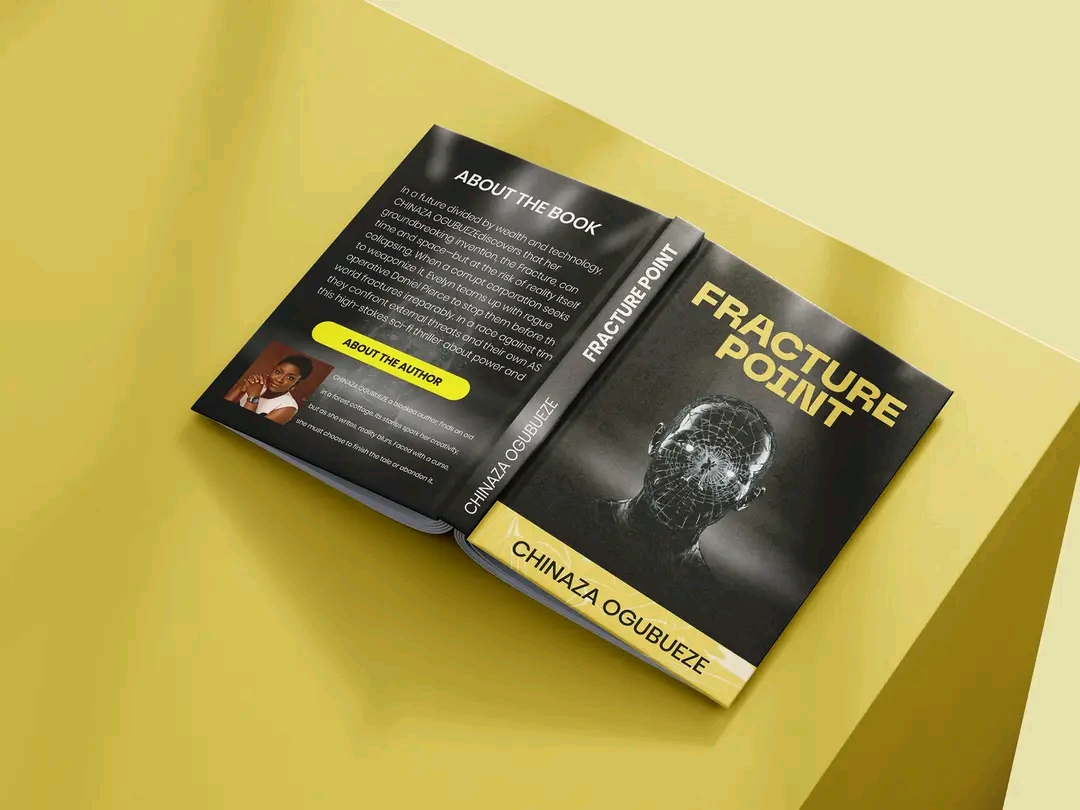 ABOUT THE BOOK
In a future divided by wealth and technology,
CHINAZA OGUBUEZEdiscovers that her
groundbreaking invention, the Fracture, can
time and space—but at the risk of reality itself
collapsing. When a corrupt corporation seeks
to weaponize it, Evelyn teams up with rogue
operative Daniel Pierce to stop them before th
world fractures irreparably. In a race against tim
they confront external threats and their own AS
this high-stakes sci-fi thriller about power and
ABOUT THE AUTHOR
CHINAZA OGUBUEZE a blocked author, finds an old
in a forest cottage. Its stories spark her creativity,
but as she writes, reality blurs. Faced with a curse,
she must choose to finish the tale or abandon it.
FRACTURE POINT
CHINAZA OGUBUEZE
FRACTURE
POINT
CHINAZA OGUBUEZE